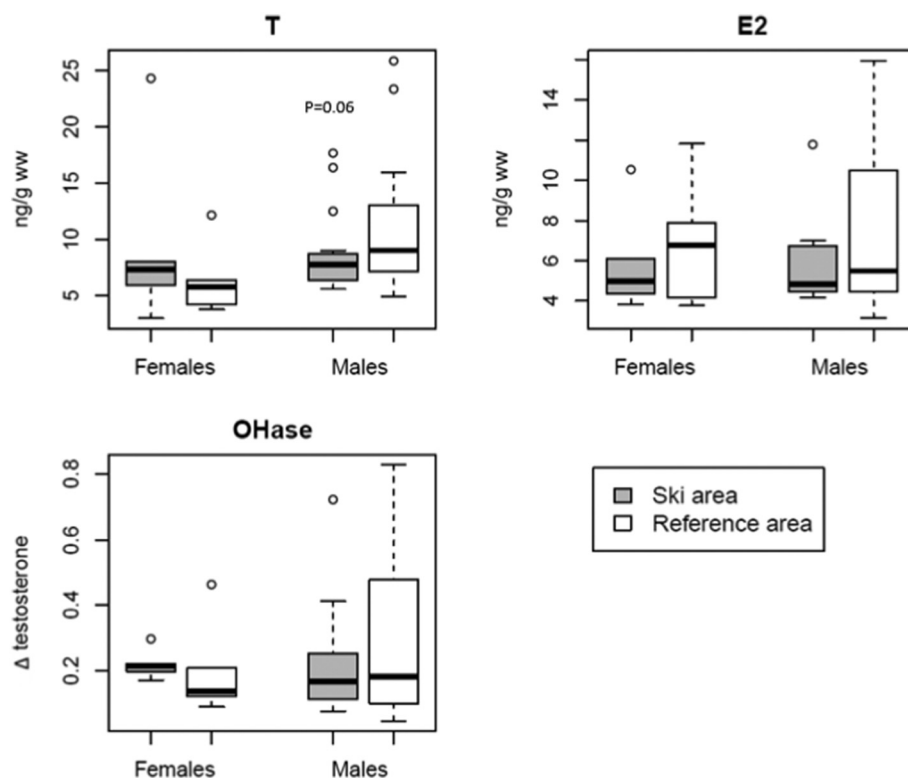 T
ng/g ww
25
20
15
10
5
P=0.06
Females
Males
E2
ng/g ww
14
10
8
6
4
Females
Males
OHase
Δ testosterone
0.8
0.6
0.4
0.2
Females
Males
Ski area
Reference area